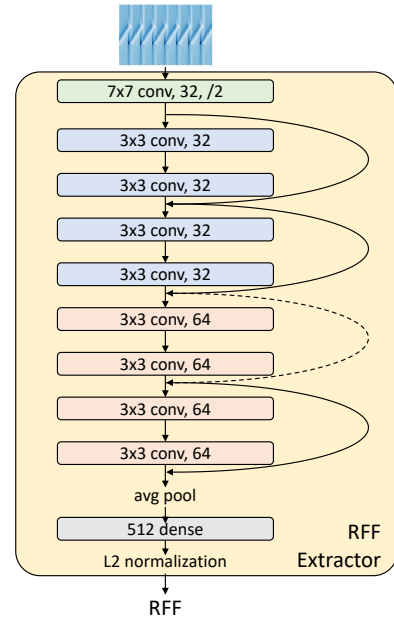 7x7 conv, 32, /2
3x3 conv, 32
3x3 conv, 32
3x3 conv, 32
3x3 conv, 32
3x3 conv, 64
3x3 conv, 64
3x3 conv, 64
3x3 conv, 64
avg pool
512 dense
L2 normalization
RFF
Extractor
RFF